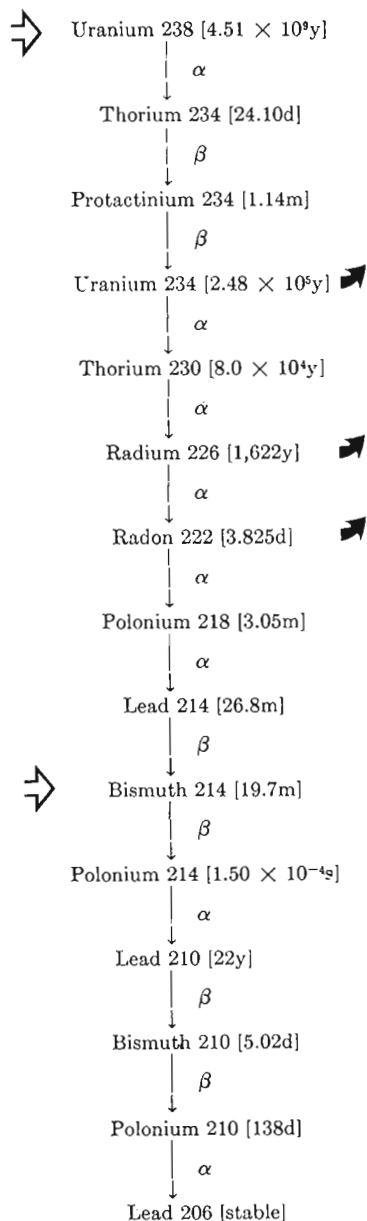 Uranium 238 [4.51 × 10⁹y]
α
Thorium 234 [24.10d]
β
Protactinium 234 [1.14m]
β
Uranium 234 [2.48 × 10⁵y]
α
Thorium 230 [8.0 × 10⁴y]
α
Radium 226 [1,622y]
α
Radon 222 [3.825d]
α
Polonium 218 [3.05m]
α
Lead 214 [26.8m]
β
Bismuth 214 [19.7m]
β
Polonium 214 [1.50 × 10⁻⁴s]
α
Lead 210 [22y]
β
Bismuth 210 [5.02d]
β
Polonium 210 [138d]
α
Lead 206 [stable]